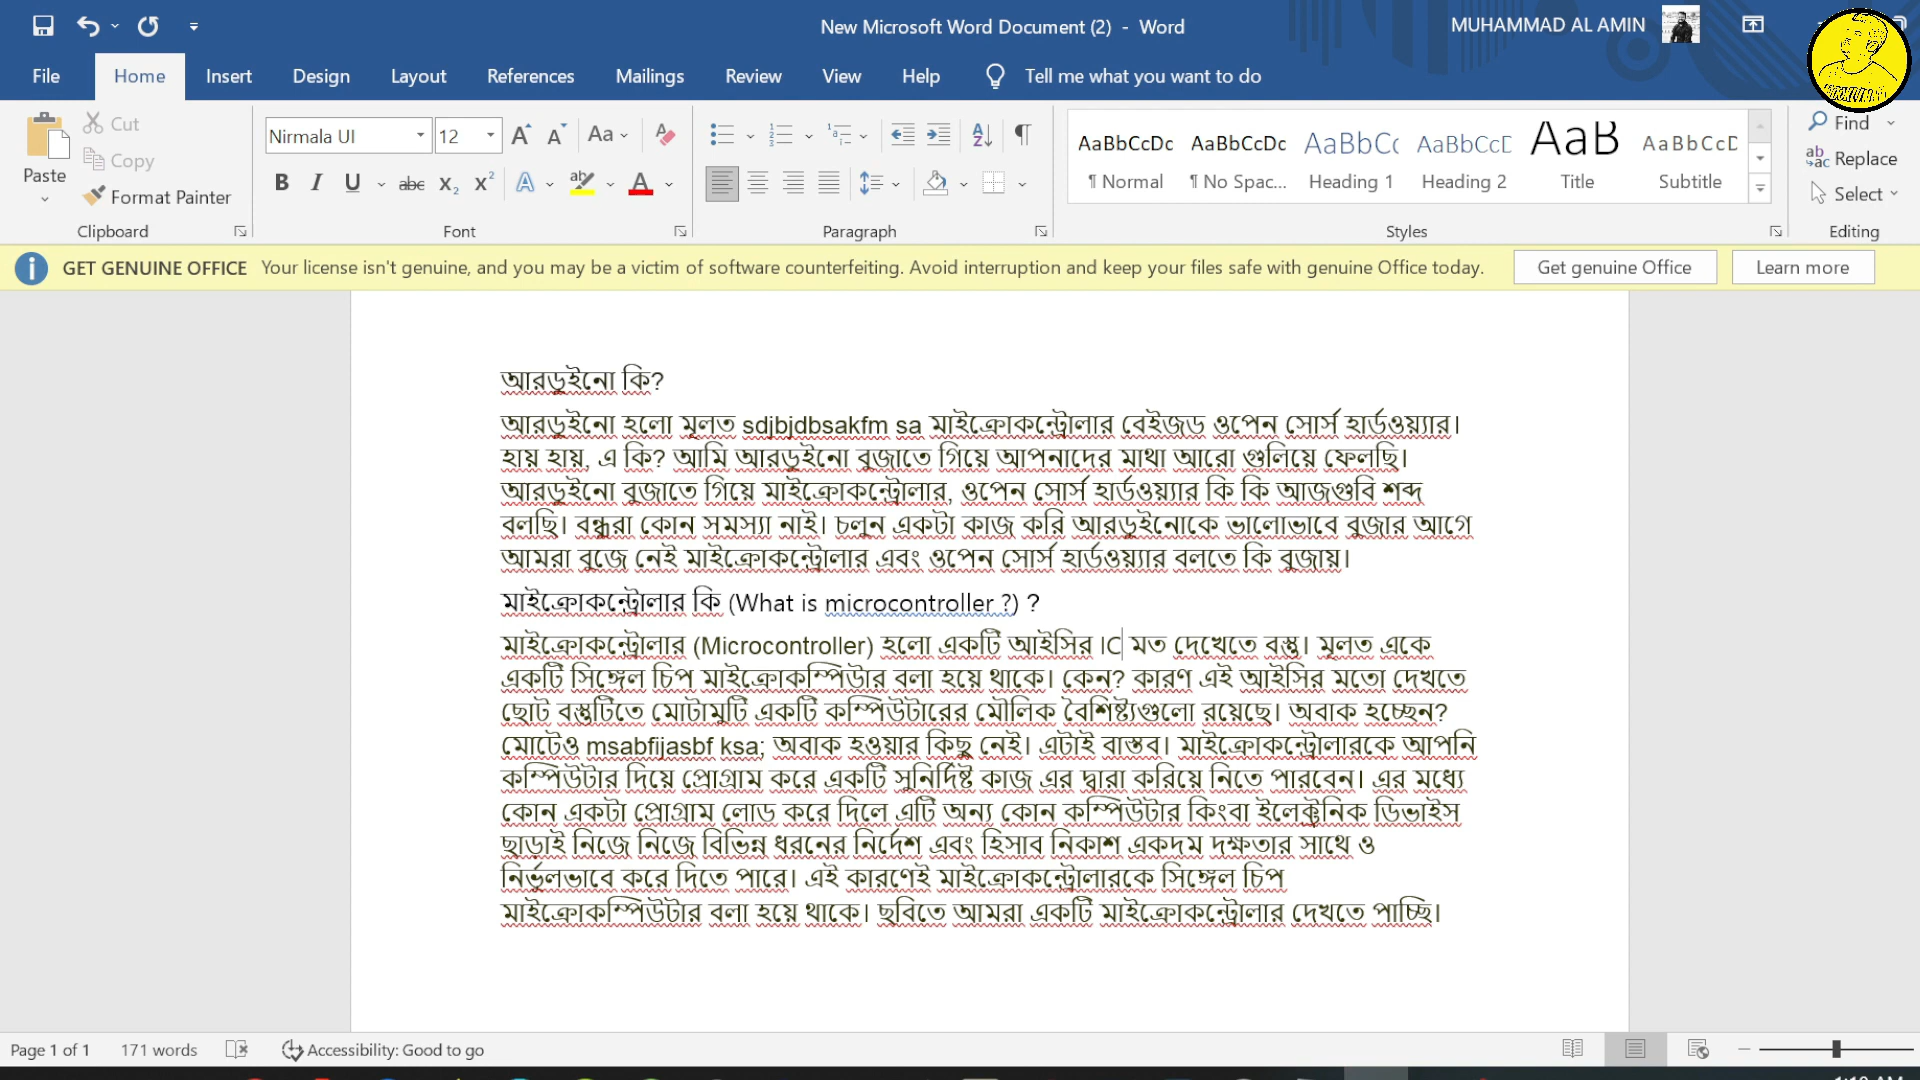 New Microsoft Word Document (2) - Word
MUHAMMAD AL AMIN
File Home Insert Design Layout References Mailings Review View Help Tell me what you want to do
Paste
Cut
Copy
Format Painter
Clipboard
Nirmala UI 12
Font
Paragraph
AaBbCcDc AaBbCcDc AaBbCc AaBbCcD AaB AaBbCcD
¶ Normal ¶ No Spac... Heading 1 Heading 2 Title Subtitle
Styles
Find
Replace
Select
Editing
GET GENUINE OFFICE Your license isn't genuine, and you may be a victim of software counterfeiting. Avoid interruption and keep your files safe with genuine Office today. Get genuine Office Learn more
আরডুইনো কি?
আরডুইনো হলো মূলত sdjbjdbsakfm sa মাইক্রোকন্ট্রোলার বেইজড ওপেন সোর্স হার্ডওয়্যার।
হায় হায়, এ কি? আমি আরডুইনো বুজাতে গিয়ে আপনাদের মাথা আরো গুলিয়ে ফেলছি।
আরডুইনো বুজাতে গিয়ে মাইক্রোকন্ট্রোলার, ওপেন সোর্স হার্ডওয়্যার কি কি আজগুবি শব্দ
বলছি। বন্ধুরা কোন সমস্যা নাই। চলুন একটা কাজ করি আরডুইনোকে ভালোভাবে বুজার আগে
আমরা বুজে নেই মাইক্রোকন্ট্রোলার এবং ওপেন সোর্স হার্ডওয়্যার বলতে কি বুজায়।
মাইক্রোকন্ট্রোলার কি (What is microcontroller ?) ?
মাইক্রোকন্ট্রোলার (Microcontroller) হলো একটি আইসির IC মত দেখেতে বস্তু। মূলত একে
একটি সিঙ্গেল চিপ মাইক্রোকম্পিউার বলা হয়ে থাকে। কেন? কারণ এই আইসির মতো দেখতে
ছোট বস্তুটিতে মোটামুটি একটি কম্পিউটারের মৌলিক বৈশিষ্ট্যগুলো রয়েছে। অবাক হচ্ছেন?
মোটেও msabfijasbf ksa; অবাক হওয়ার কিছু নেই। এটাই বাস্তব। মাইক্রোকন্ট্রোলারকে আপনি
কম্পিউটার দিয়ে প্রোগ্রাম করে একটি সুনির্দিষ্ট কাজ এর দ্বারা করিয়ে নিতে পারবেন। এর মধ্যে
কোন একটা প্রোগ্রাম লোড করে দিলে এটি অন্য কোন কম্পিউটার কিংবা ইলেক্ট্রনিক ডিভাইস
ছাড়াই নিজে নিজে বিভিন্ন ধরনের নির্দেশ এবং হিসাব নিকাশ একদম দক্ষতার সাথে ও
নির্ভুলভাবে করে দিতে পারে। এই কারণেই মাইক্রোকন্ট্রোলারকে সিঙ্গেল চিপ
মাইক্রোকম্পিউটার বলা হয়ে থাকে। ছবিতে আমরা একটি মাইক্রোকন্ট্রোলার দেখতে পাচ্ছি।
Page 1 of 1 171 words Accessibility: Good to go